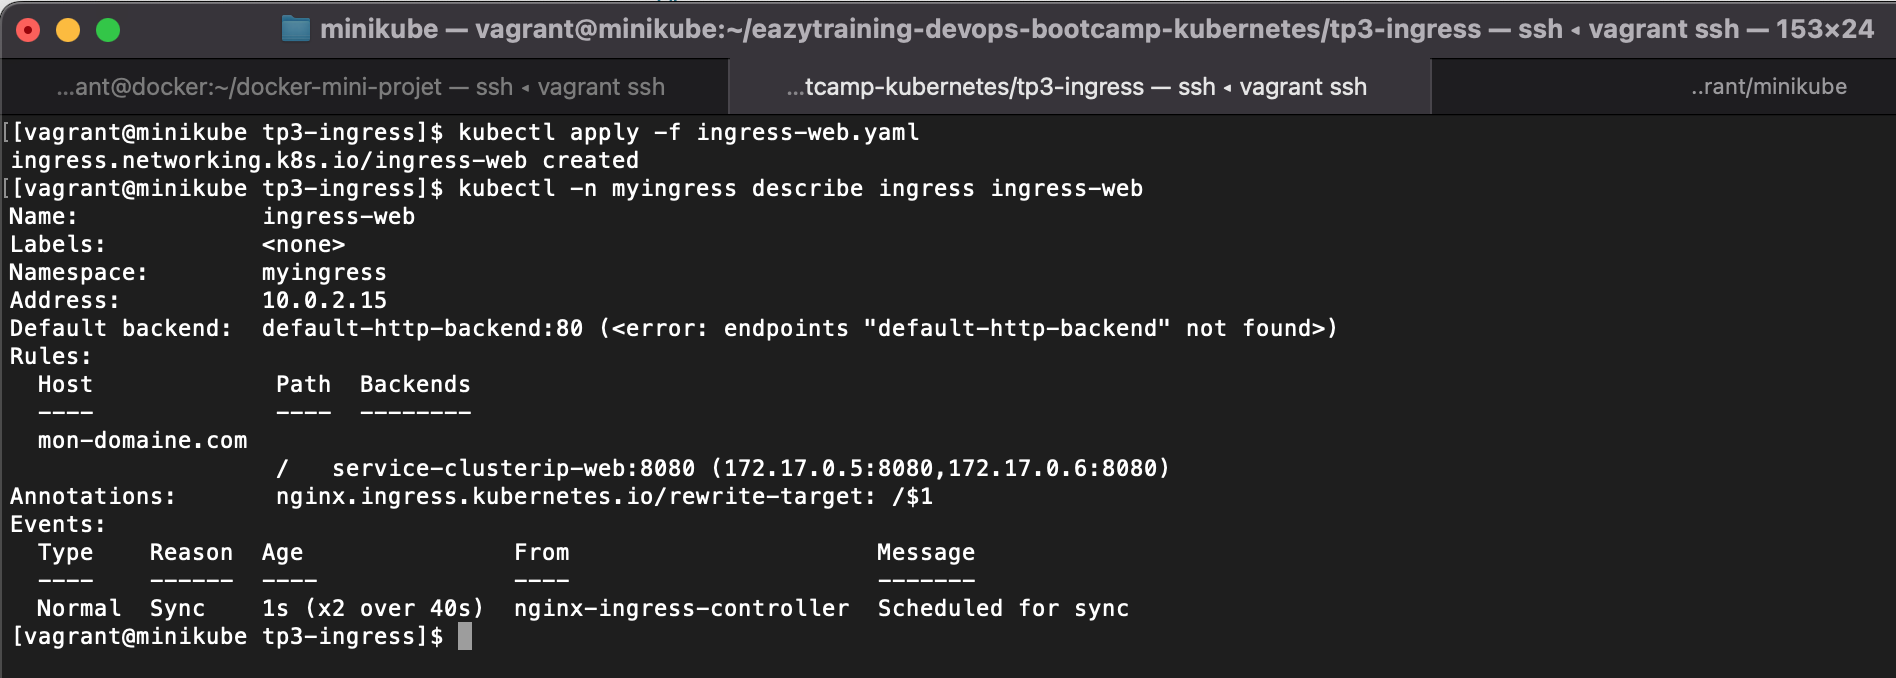 minikube — vagrant@minikube:~/eazytraining-devops-bootcamp-kubernetes/tp3-ingress — ssh ◂ vagrant ssh — 153×24
...ant@docker:~/docker-mini-projet — ssh ◂ vagrant ssh
...tcamp-kubernetes/tp3-ingress — ssh ◂ vagrant ssh
..rant/minikube
[[vagrant@minikube tp3-ingress]$ kubectl apply -f ingress-web.yaml
ingress.networking.k8s.io/ingress-web created
[[vagrant@minikube tp3-ingress]$ kubectl -n myingress describe ingress ingress-web
Name:             ingress-web
Labels:           <none>
Namespace:        myingress
Address:          10.0.2.15
Default backend:  default-http-backend:80 (<error: endpoints "default-http-backend" not found>)
Rules:
  Host             Path  Backends
  ----             ----  --------
  mon-domaine.com
                   /   service-clusterip-web:8080 (172.17.0.5:8080,172.17.0.6:8080)
Annotations:       nginx.ingress.kubernetes.io/rewrite-target: /$1
Events:
  Type    Reason  Age                From                      Message
  ----    ------  ----               ----                      -------
  Normal  Sync    1s (x2 over 40s)  nginx-ingress-controller  Scheduled for sync
[vagrant@minikube tp3-ingress]$